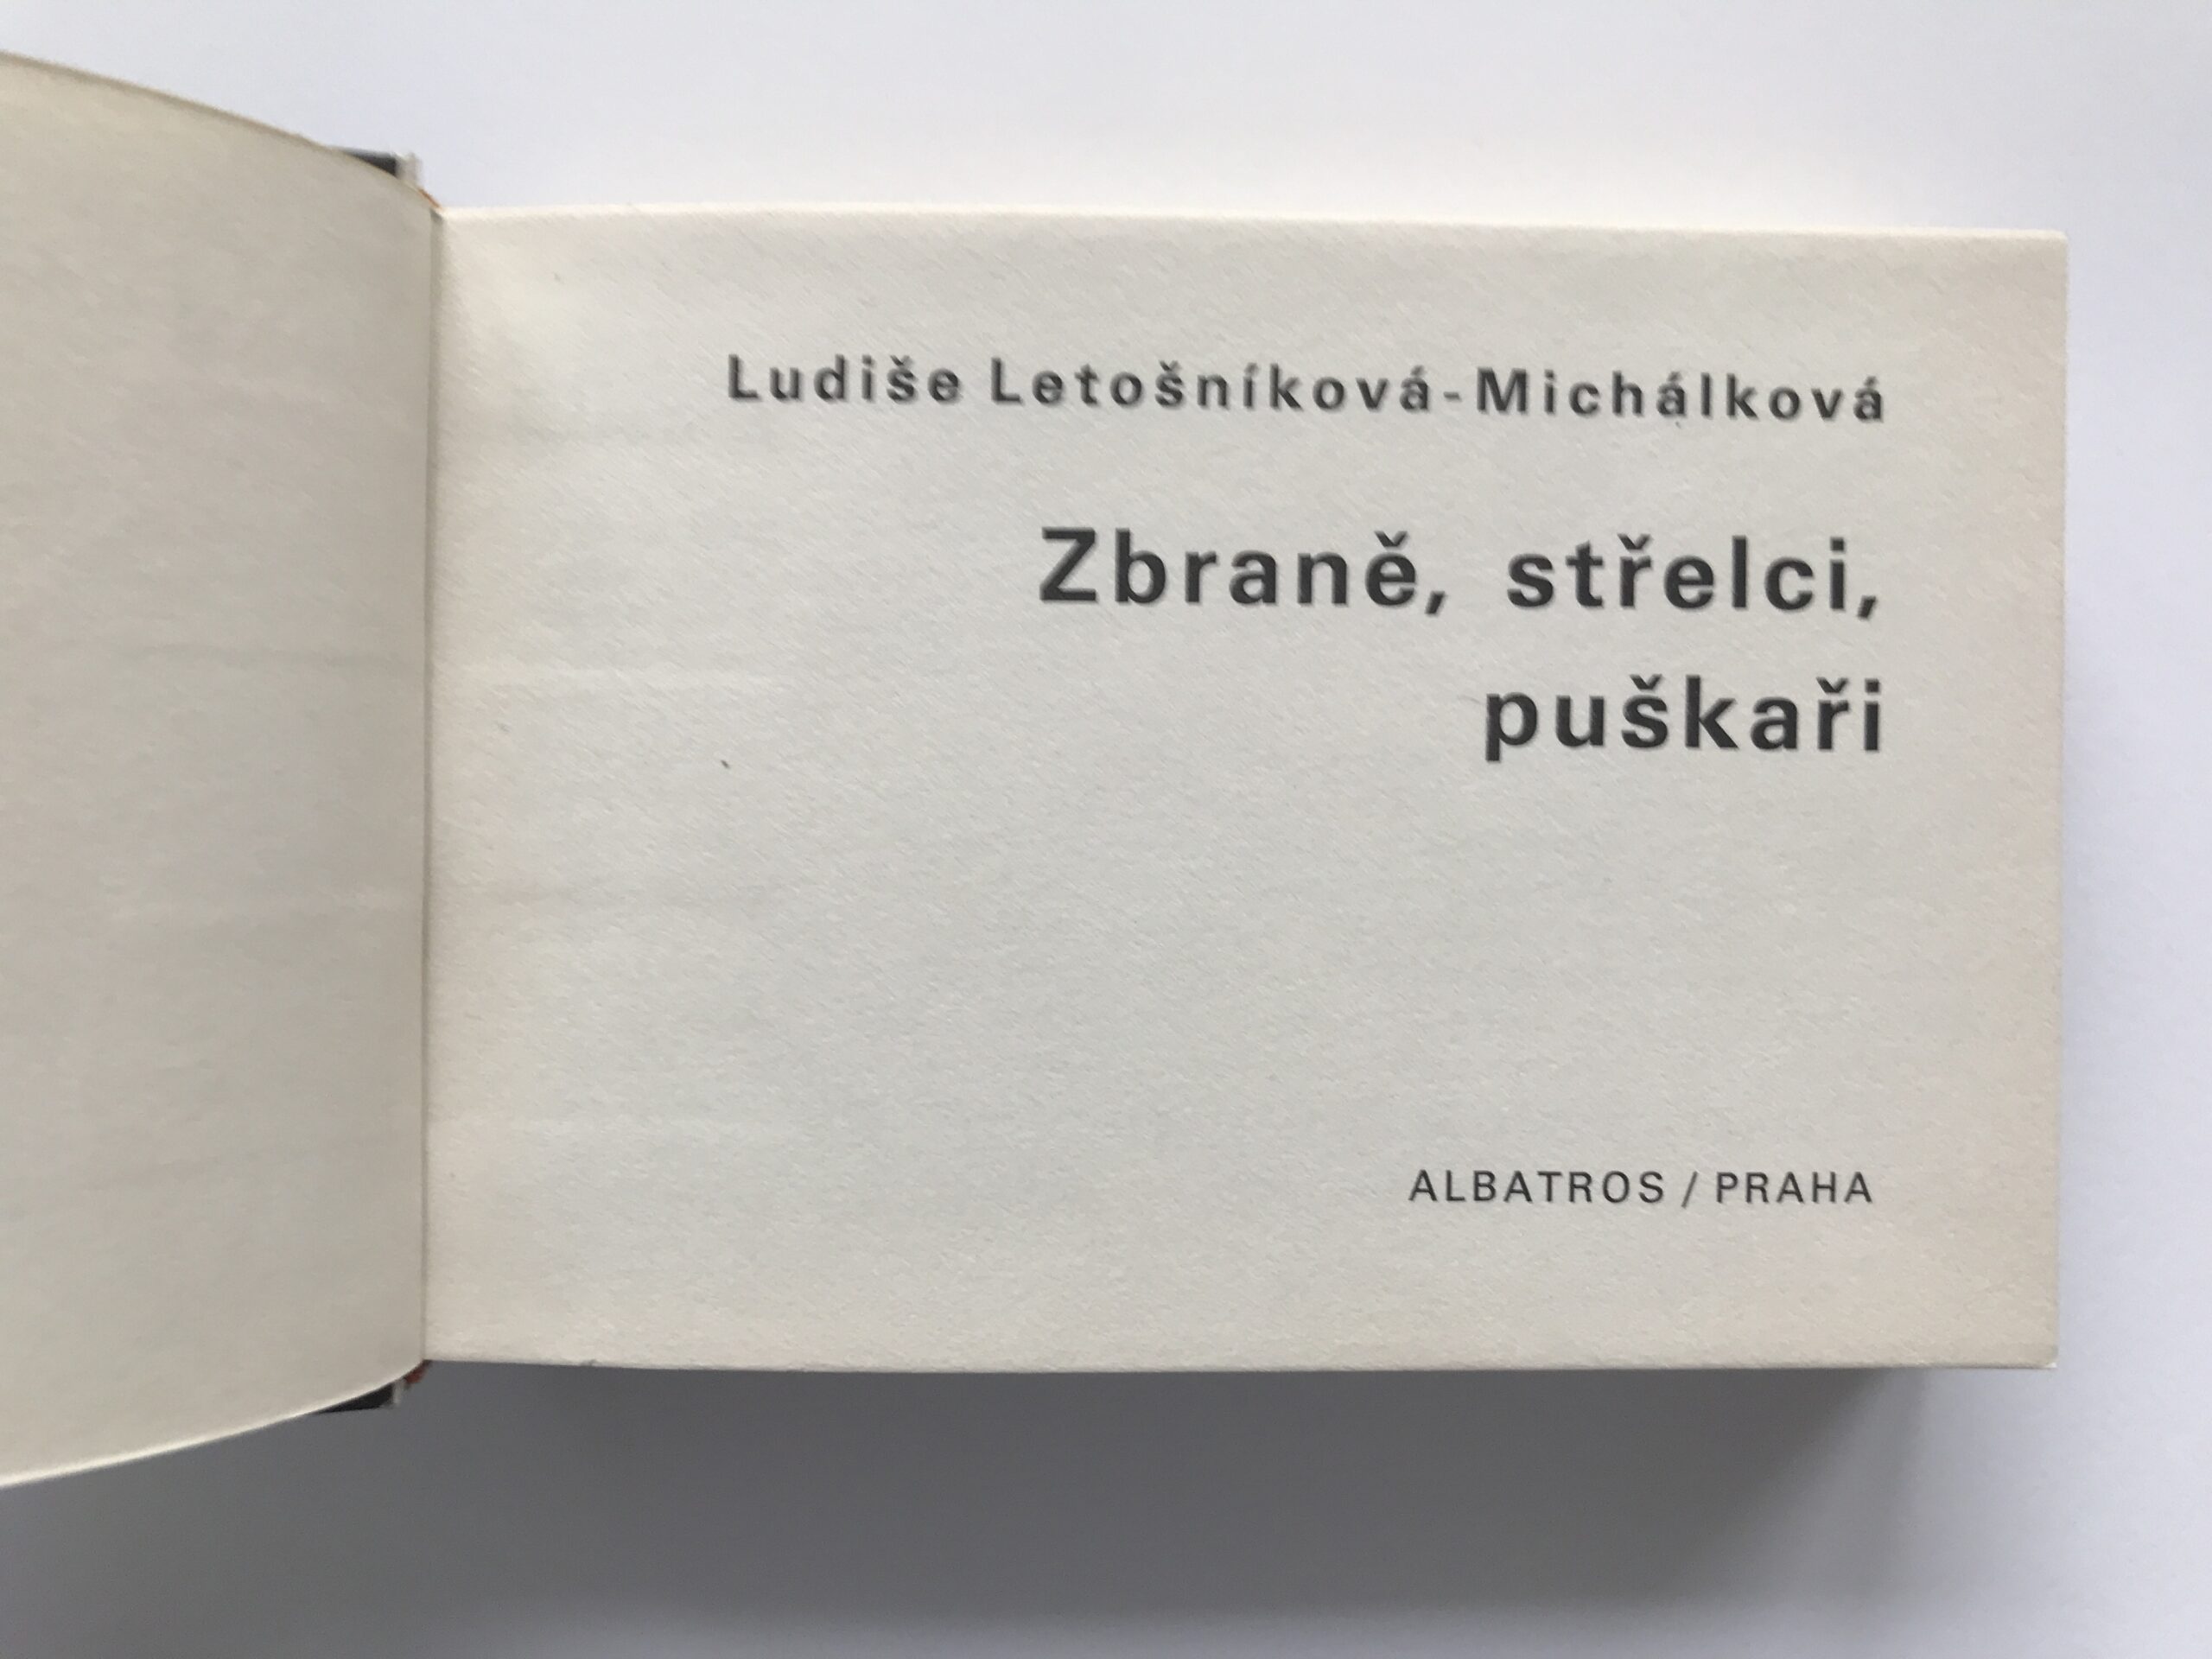 Ludiše Letošníková-Michálková
Zbraně, střelci,
puškaři
ALBATROS / PRAHA